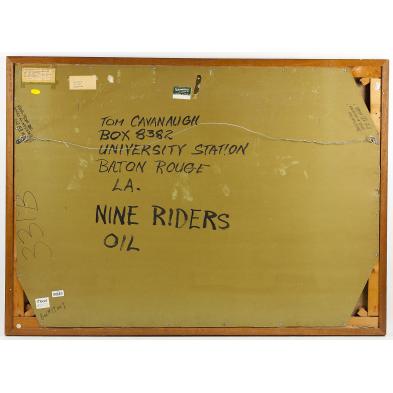 TOM CAVANAUGH
BOX 8382
UNIVERSITY STATION
BATON ROUGE
LA.
NINE RIDERS
OIL
331B